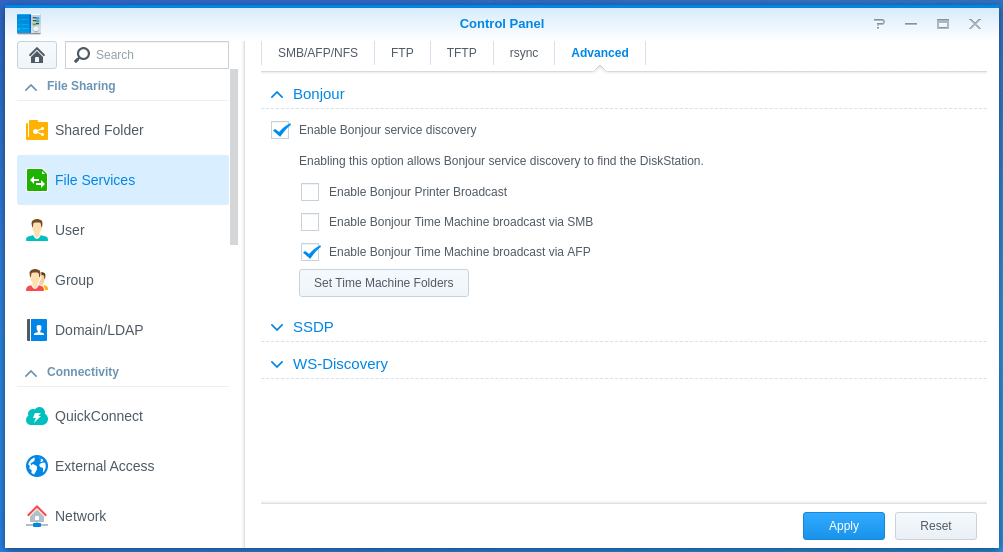 Control Panel
Search
File Sharing
Shared Folder
File Services
User
Group
Domain/LDAP
Connectivity
QuickConnect
External Access
Network
SMB/AFP/NFS
FTP
TFTP
rsync
Advanced
Bonjour
Enable Bonjour service discovery
Enabling this option allows Bonjour service discovery to find the DiskStation.
Enable Bonjour Printer Broadcast
Enable Bonjour Time Machine broadcast via SMB
Enable Bonjour Time Machine broadcast via AFP
Set Time Machine Folders
SSDP
WS-Discovery
Apply
Reset